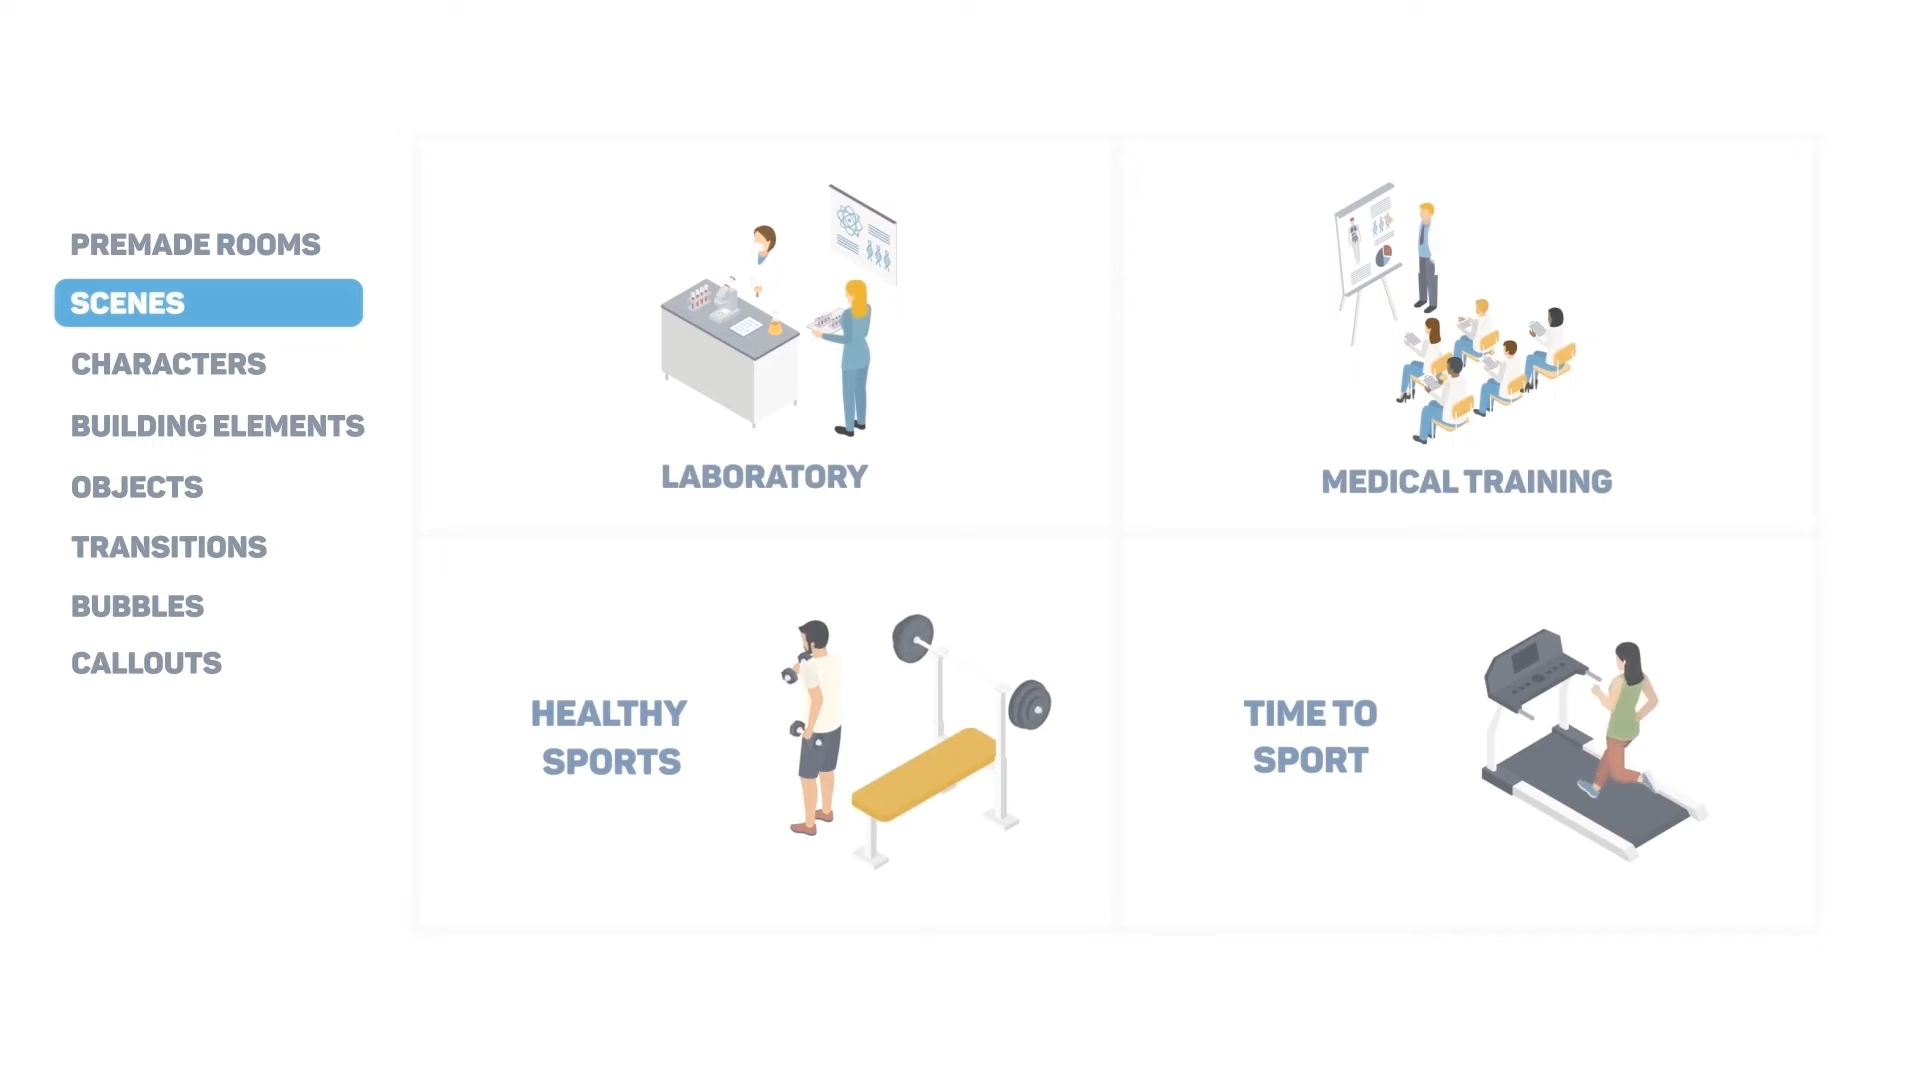 PREMADE ROOMS
SCENES
CHARACTERS
BUILDING ELEMENTS
OBJECTS
TRANSITIONS
BUBBLES
CALLOUTS
LABORATORY
MEDICAL TRAINING
HEALTHY
SPORTS
TIME TO
SPORT